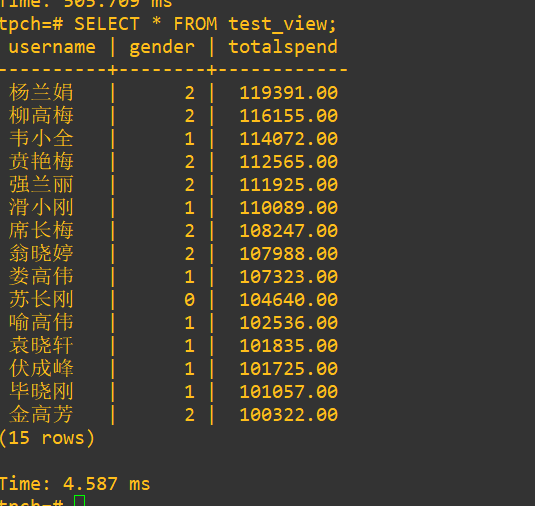 Time: 505.709 ms
tpch=# SELECT * FROM test_view;
username | gender | totalspend
----------+--------+------------
杨兰娟 | 2 | 119391.00
柳高梅 | 2 | 116155.00
韦小全 | 1 | 114072.00
贲艳梅 | 2 | 112565.00
强兰丽 | 2 | 111925.00
滑小刚 | 1 | 110089.00
席长梅 | 2 | 108247.00
翁晓婷 | 2 | 107988.00
娄高伟 | 1 | 107323.00
苏长刚 | 0 | 104640.00
喻高伟 | 1 | 102536.00
袁晓轩 | 1 | 101835.00
伏成峰 | 1 | 101725.00
毕晓刚 | 1 | 101057.00
金高芳 | 2 | 100322.00
(15 rows)
Time: 4.587 ms
tpch=#